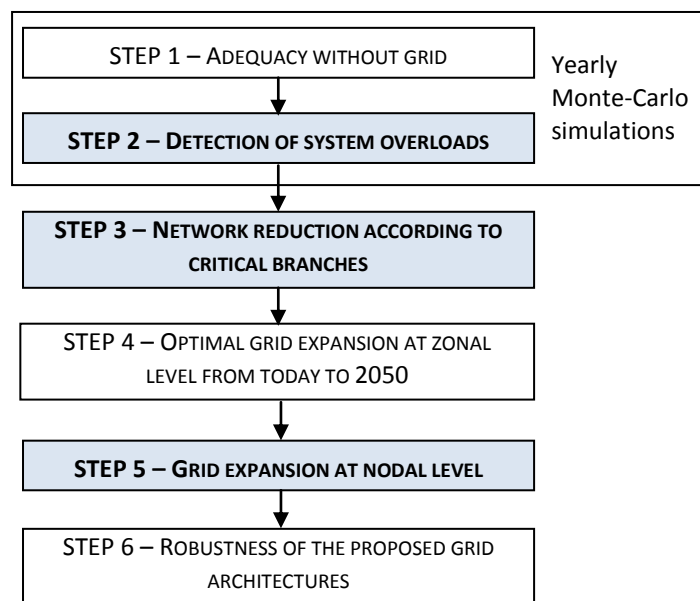 STEP 1 – ADEQUACY WITHOUT GRID
Yearly
Monte-Carlo
simulations
STEP 2 – DETECTION OF SYSTEM OVERLOADS
STEP 3 – NETWORK REDUCTION ACCORDING TO
CRITICAL BRANCHES
STEP 4 – OPTIMAL GRID EXPANSION AT ZONAL
LEVEL FROM TODAY TO 2050
STEP 5 – GRID EXPANSION AT NODAL LEVEL
STEP 6 – ROBUSTNESS OF THE PROPOSED GRID
ARCHITECTURES